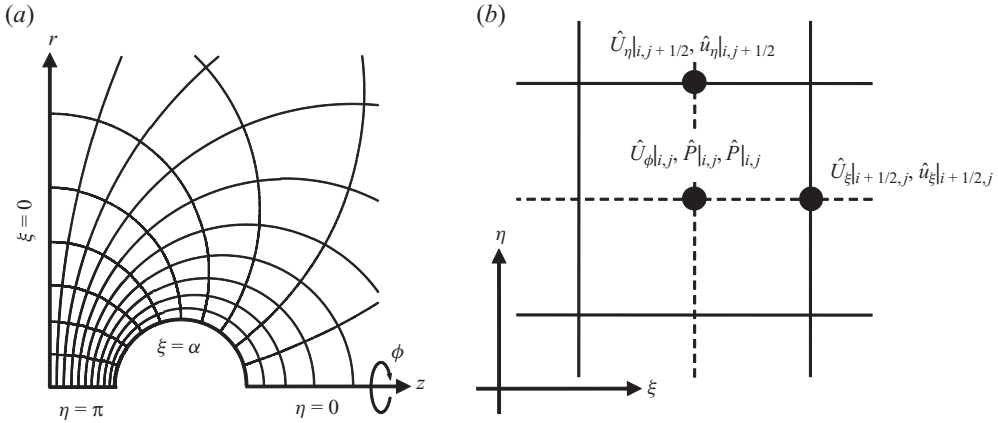 (a)
r
ξ = 0
ξ = α
ϕ
z
η = π
η = 0
(b)
Û_η|_{i, j + 1/2}, û_η|_{i, j + 1/2}
Û_ϕ|_{i, j}, P̂|_{i, j}, P̂|_{i, j}
Û_ξ|_{i + 1/2, j}, û_ξ|_{i + 1/2, j}
η
ξ